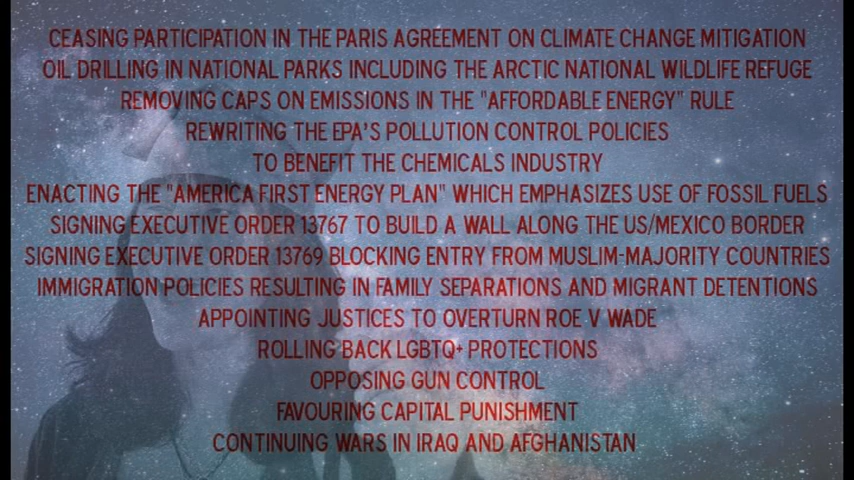 CEASING PARTICIPATION IN THE PARIS AGREEMENT ON CLIMATE CHANGE MITIGATION
OIL DRILLING IN NATIONAL PARKS INCLUDING THE ARCTIC NATIONAL WILDLIFE REFUGE
REMOVING CAPS ON EMISSIONS IN THE "AFFORDABLE ENERGY" RULE
REWRITING THE EPA'S POLLUTION CONTROL POLICIES
TO BENEFIT THE CHEMICALS INDUSTRY
ENACTING THE "AMERICA FIRST ENERGY PLAN" WHICH EMPHASIZES USE OF FOSSIL FUELS
SIGNING EXECUTIVE ORDER 13767 TO BUILD A WALL ALONG THE US/MEXICO BORDER
SIGNING EXECUTIVE ORDER 13769 BLOCKING ENTRY FROM MUSLIM-MAJORITY COUNTRIES
IMMIGRATION POLICIES RESULTING IN FAMILY SEPARATIONS AND MIGRANT DETENTIONS
APPOINTING JUSTICES TO OVERTURN ROE V WADE
ROLLING BACK LGBTQ+ PROTECTIONS
OPPOSING GUN CONTROL
FAVOURING CAPITAL PUNISHMENT
CONTINUING WARS IN IRAQ AND AFGHANISTAN